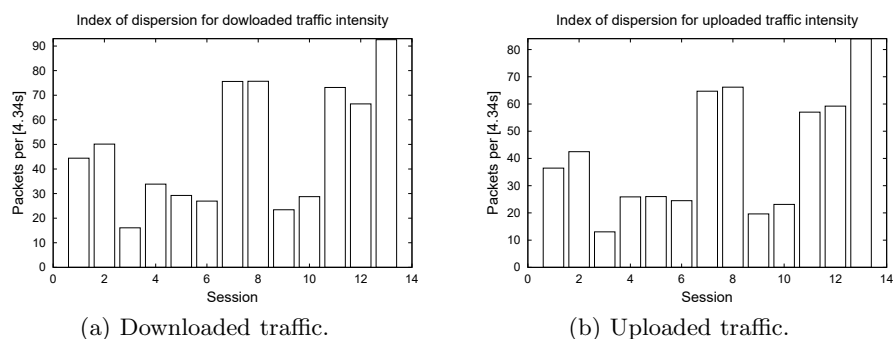 Index of dispersion for dowloaded traffic intensity
90
80
70
60
50
40
30
20
10
0
Packets per [4.34s]
0 2 4 6 8 10 12 14
Session
(a) Downloaded traffic.
Index of dispersion for uploaded traffic intensity
80
70
60
50
40
30
20
10
0
Packets per [4.34s]
0 2 4 6 8 10 12 14
Session
(b) Uploaded traffic.